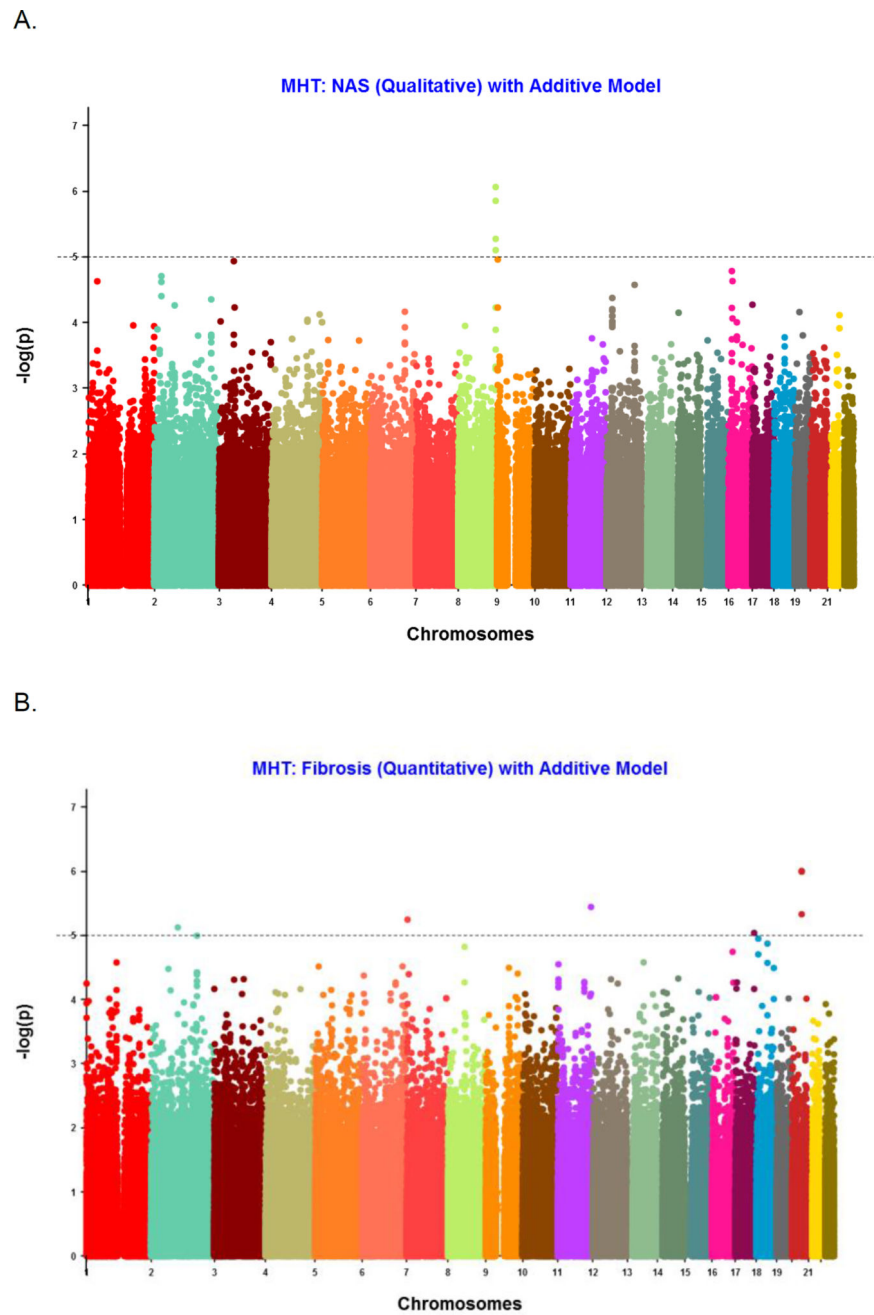 A.
MHT: NAS (Qualitative) with Additive Model
7
6
5
4
3
2
1
0
-log(p)
1 2 3 4 5 6 7 8 9 10 11 12 13 14 15 16 17 18 19 21
Chromosomes
B.
MHT: Fibrosis (Quantitative) with Additive Model
7
6
5
4
3
2
1
0
-log(p)
1 2 3 4 5 6 7 8 9 10 11 12 13 14 15 16 17 18 19 21
Chromosomes